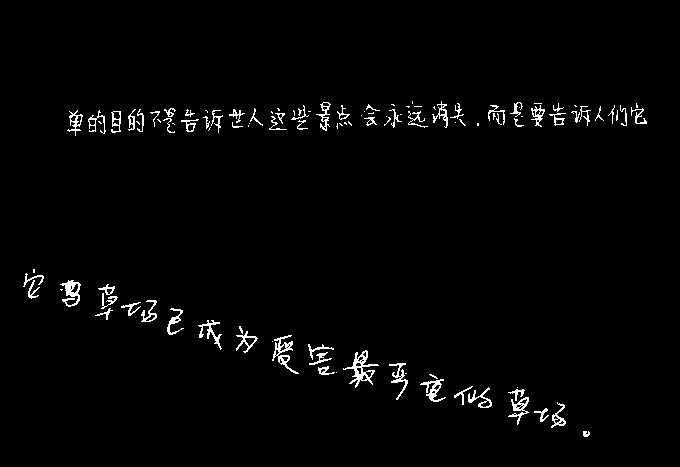 单的目的不是告诉世人这些景点会永远消失,而是要告诉人们它
它型草场已成为受害最严重的草场。